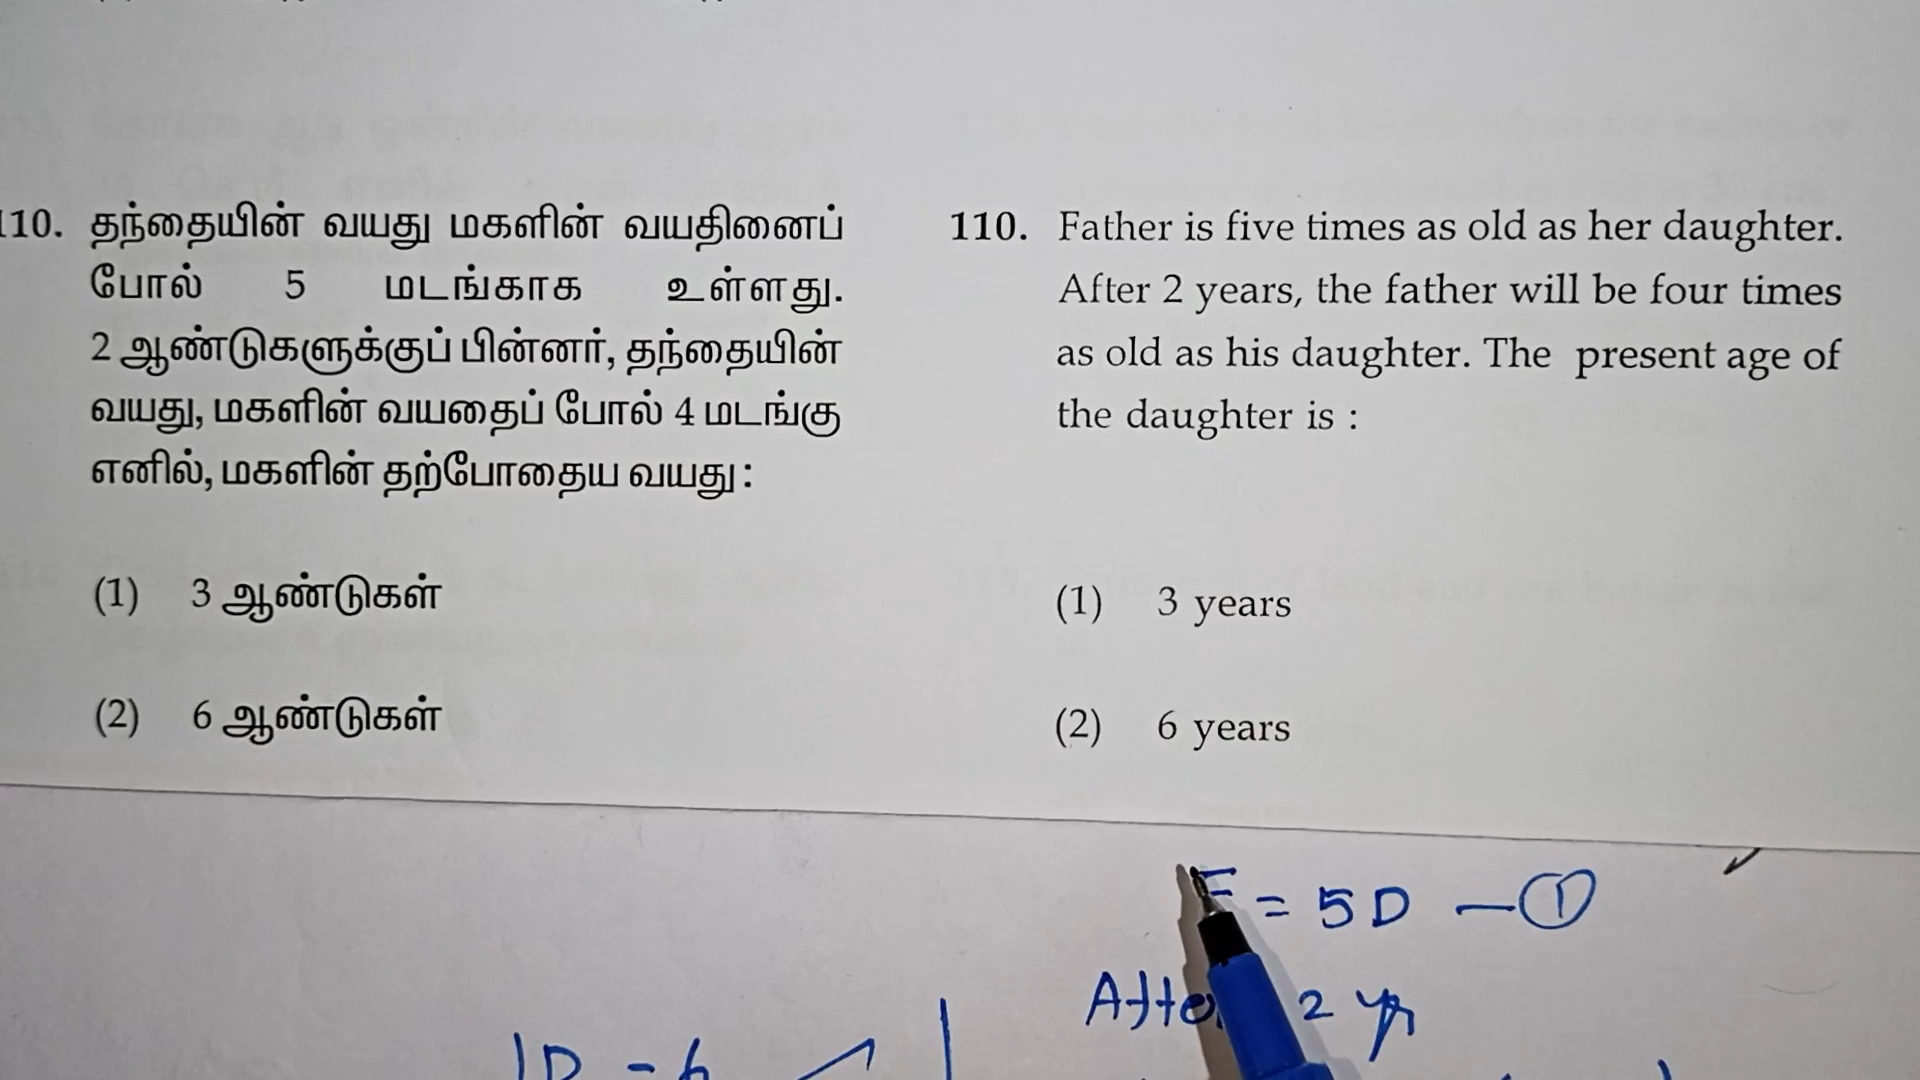 110. தந்தையின் வயது மகளின் வயதினைப்
போல் 5 மடங்காக உள்ளது.
2 ஆண்டுகளுக்குப் பின்னர், தந்தையின்
வயது, மகளின் வயதைப் போல் 4 மடங்கு
எனில், மகளின் தற்போதைய வயது :
(1) 3 ஆண்டுகள்
(2) 6 ஆண்டுகள்
110. Father is five times as old as her daughter.
After 2 years, the father will be four times
as old as his daughter. The present age of
the daughter is :
(1) 3 years
(2) 6 years
F = 5D — ①
After 2 yr
D = 6